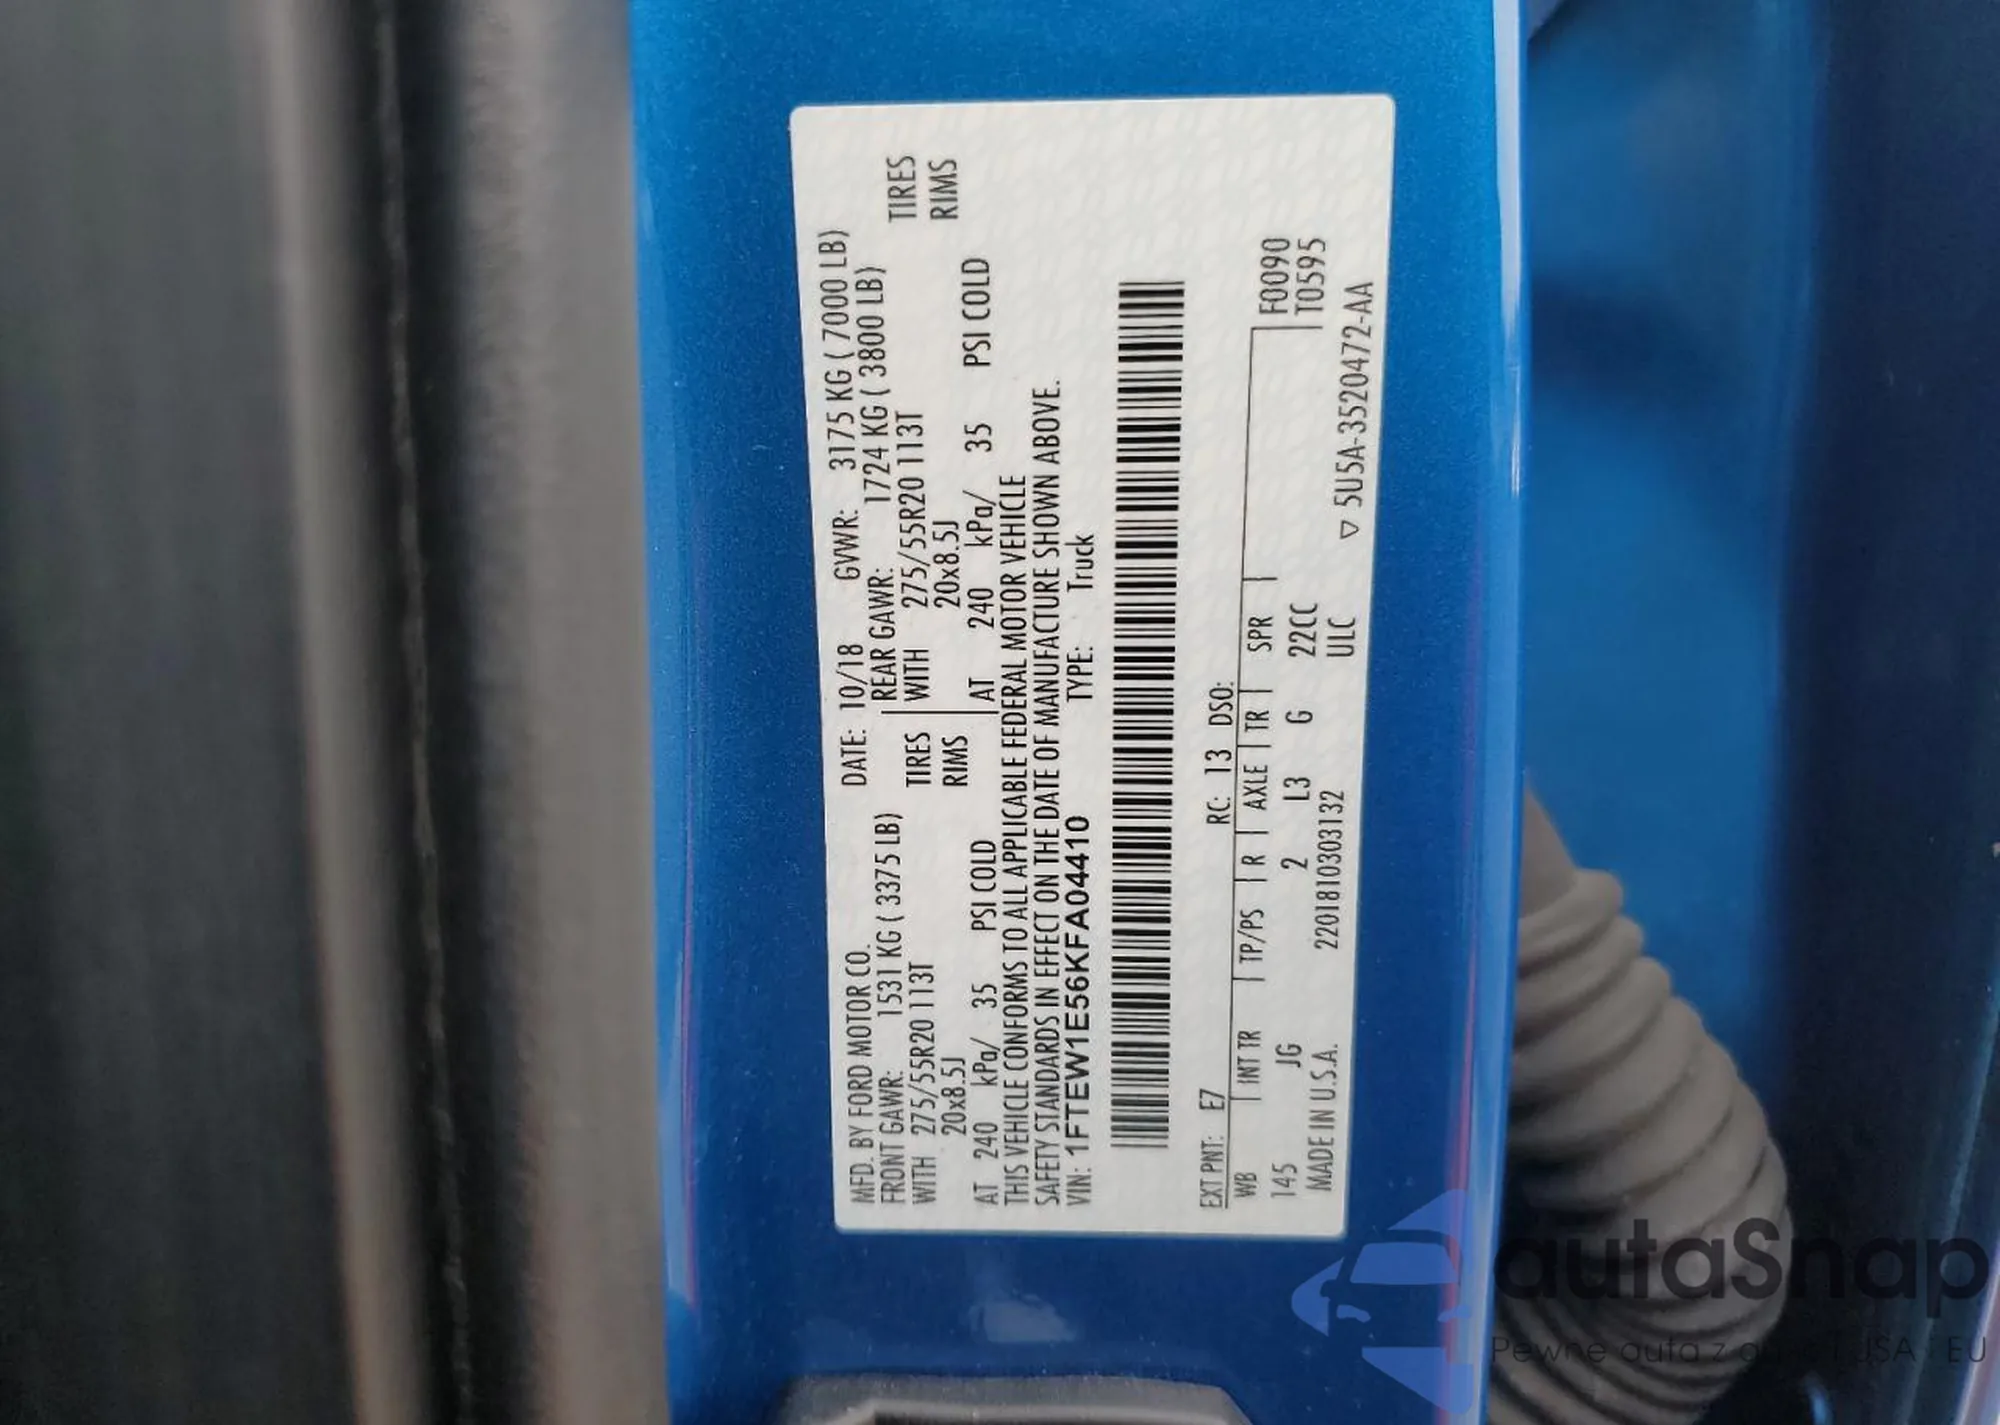 MFD. BY FORD MOTOR CO. DATE: 10/18 GVWR: 3175 KG ( 7000 LB)
FRONT GAWR: 1531 KG ( 3375 LB) REAR GAWR: 1724 KG ( 3800 LB)
WITH 275/55R20 113T TIRES WITH 275/55R20 113T TIRES
20x8.5J RIMS 20x8.5J RIMS
AT 240 kPa/ 35 PSI COLD AT 240 kPa/ 35 PSI COLD
THIS VEHICLE CONFORMS TO ALL APPLICABLE FEDERAL MOTOR VEHICLE
SAFETY STANDARDS IN EFFECT ON THE DATE OF MANUFACTURE SHOWN ABOVE.
VIN: 1FTEW1E56KFA04410 TYPE: Truck
EXT PNT: E7 RC: 13 DSO:
WB INT TR TP/PS R AXLE TR SPR F0090
145 JG 2 L3 G 22CC T0595
MADE IN U.S.A. 2201810303132 ULC
▽ 5U5A-3520472-AA
autaSnap
Pewne auta z USA EU